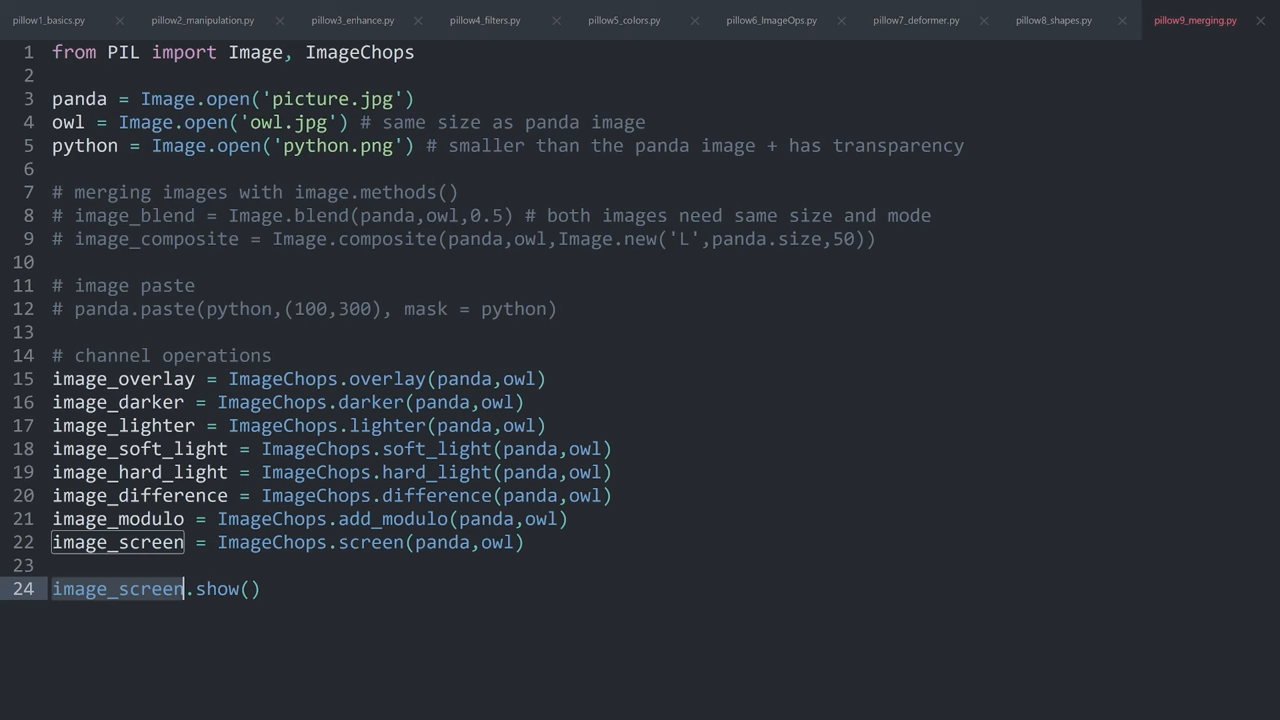 pillow1_basics.py pillow2_manipulation.py pillow3_enhance.py pillow4_filters.py pillow5_colors.py pillow6_ImageOps.py pillow7_deformer.py pillow8_shapes.py pillow9_merging.py
1 from PIL import Image, ImageChops
2
3 panda = Image.open('picture.jpg')
4 owl = Image.open('owl.jpg') # same size as panda image
5 python = Image.open('python.png') # smaller than the panda image + has transparency
6
7 # merging images with image.methods()
8 # image_blend = Image.blend(panda,owl,0.5) # both images need same size and mode
9 # image_composite = Image.composite(panda,owl,Image.new('L',panda.size,50))
10
11 # image paste
12 # panda.paste(python,(100,300), mask = python)
13
14 # channel operations
15 image_overlay = ImageChops.overlay(panda,owl)
16 image_darker = ImageChops.darker(panda,owl)
17 image_lighter = ImageChops.lighter(panda,owl)
18 image_soft_light = ImageChops.soft_light(panda,owl)
19 image_hard_light = ImageChops.hard_light(panda,owl)
20 image_difference = ImageChops.difference(panda,owl)
21 image_modulo = ImageChops.add_modulo(panda,owl)
22 image_screen = ImageChops.screen(panda,owl)
23
24 image_screen.show()